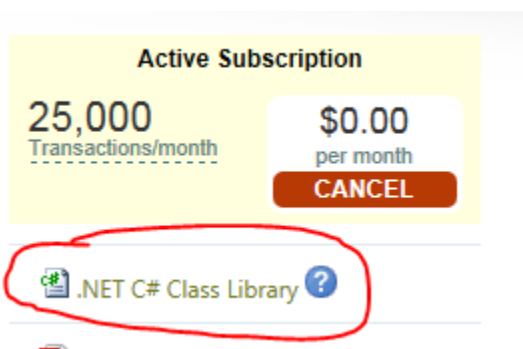 Active Subscription
25,000
Transactions/month
$0.00
per month
CANCEL
C# .NET C# Class Library ?